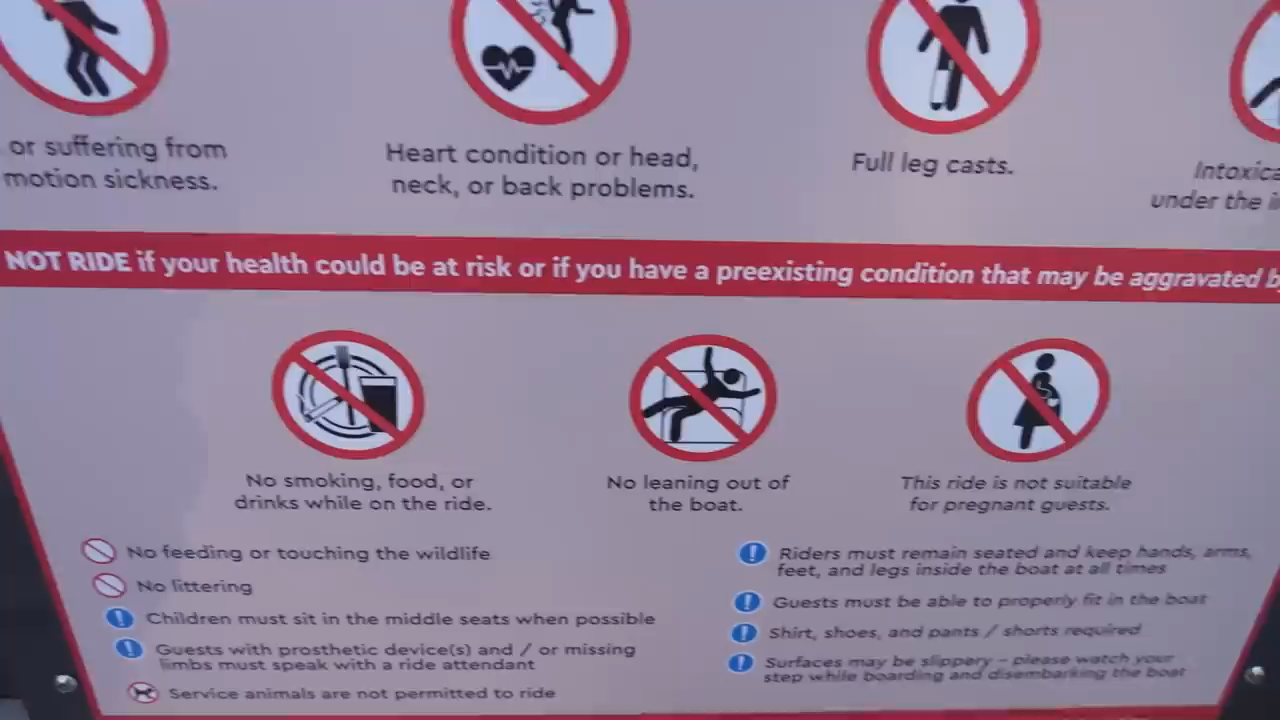 or suffering from
motion sickness.
Heart condition or head,
neck, or back problems.
Full leg casts.
under the
NOT RIDE if your health could be at risk or if you have a preexisting condition that may be aggravated
No smoking, food, or
drinks while on the ride.
No leaning out of
the boat.
This ride is not suitable
for pregnant guests.
No feeding or touching the wildlife
No littering
Children must sit in the middle seats when possible
Guests with prosthetic device(s) and / or missing
limbs must speak with a ride attendant
Service animals are not permitted to ride
Riders must remain seated and keep hands, arms,
feet, and legs inside the boat at all times
Guests must be able to properly fit in the boat
Shirt, shoes, and pants / shorts required
Surfaces may be slippery - please watch your
step while boarding and disembarking the boat